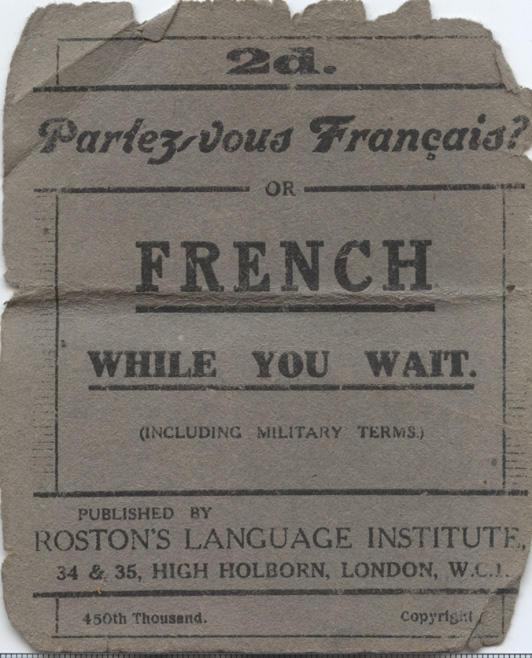 2d.
Parlez-vous Français?
OR
FRENCH
WHILE YOU WAIT.
(INCLUDING MILITARY TERMS.)
PUBLISHED BY
ROSTON'S LANGUAGE INSTITUTE,
34 & 35, HIGH HOLBORN, LONDON, W.C.1.
450th Thousand.
Copyright